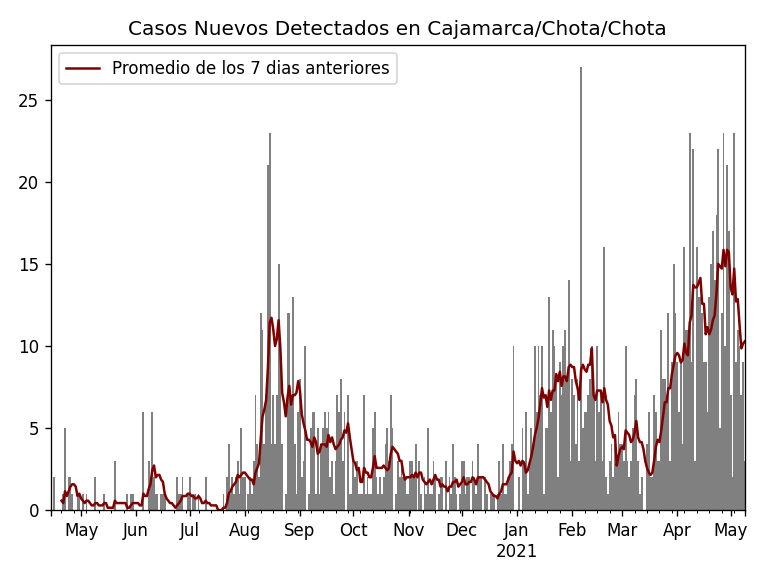 Casos Nuevos Detectados en Cajamarca/Chota/Chota
Promedio de los 7 dias anteriores
25
20
15
10
5
0
May Jun Jul Aug Sep Oct Nov Dec Jan Feb Mar Apr May
2021